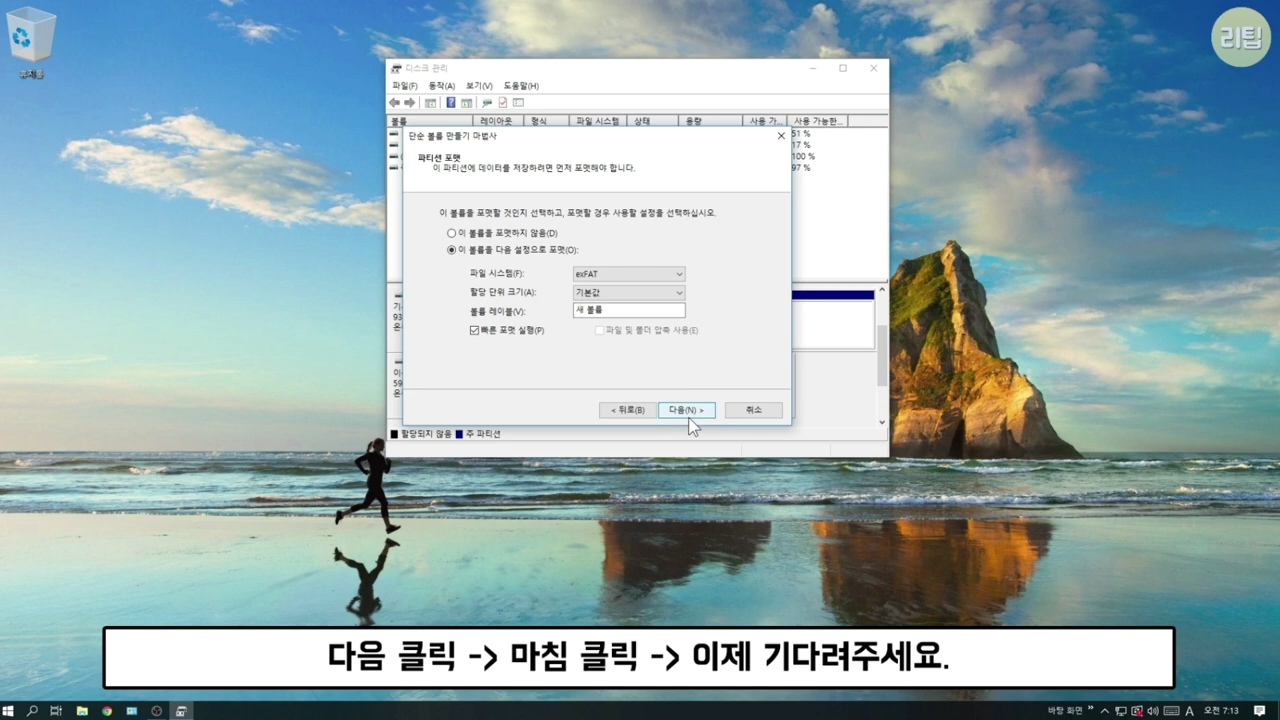 리팁
휴지통
디스크 관리
파일(F) 동작(A) 보기(V) 도움말(H)
볼륨 레이아웃 형식 파일 시스템 상태 용량 사용 가... 사용 가능한...
단순 볼륨 만들기 마법사
51 %
17 %
100 %
97 %
파티션 포맷
이 파티션에 데이터를 저장하려면 먼저 포맷해야 합니다.
이 볼륨을 포맷할 것인지 선택하고, 포맷할 경우 사용할 설정을 선택하십시오.
이 볼륨을 포맷하지 않음(D)
이 볼륨을 다음 설정으로 포맷(O):
파일 시스템(F): exFAT
할당 단위 크기(A): 기본값
볼륨 레이블(V): 새 볼륨
빠른 포맷 실행(P) 파일 및 폴더 압축 사용(E)
기
93
온
이
59
온
< 뒤로(B) 다음(N) > 취소
할당되지 않음 주 파티션
다음 클릭 -> 마침 클릭 -> 이제 기다려주세요.
바탕 화면 » A 오전 7:13